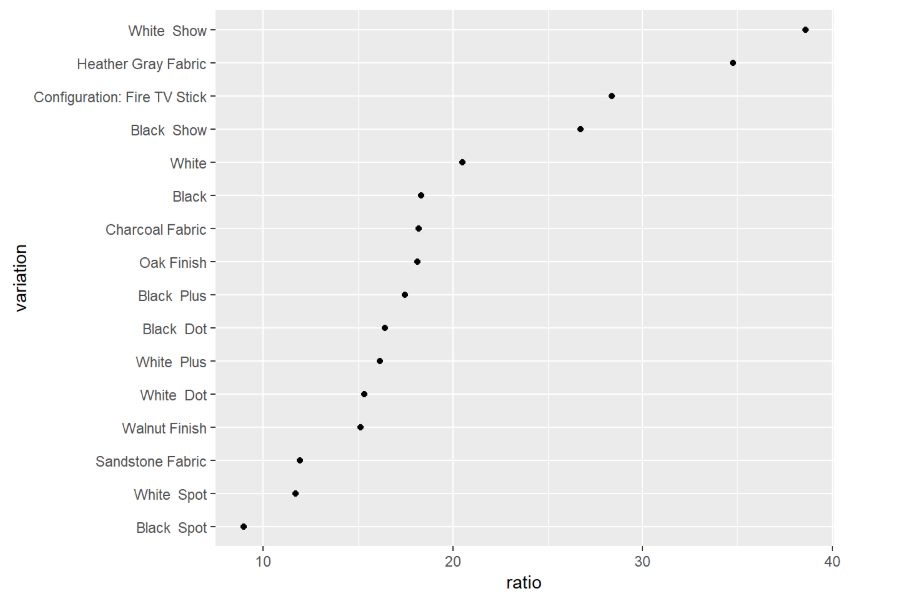 White  Show
Heather Gray Fabric
Configuration: Fire TV Stick
Black  Show
White
Black
Charcoal Fabric
Oak Finish
Black  Plus
Black  Dot
White  Plus
White  Dot
Walnut Finish
Sandstone Fabric
White  Spot
Black  Spot
variation
10 20 30 40
ratio